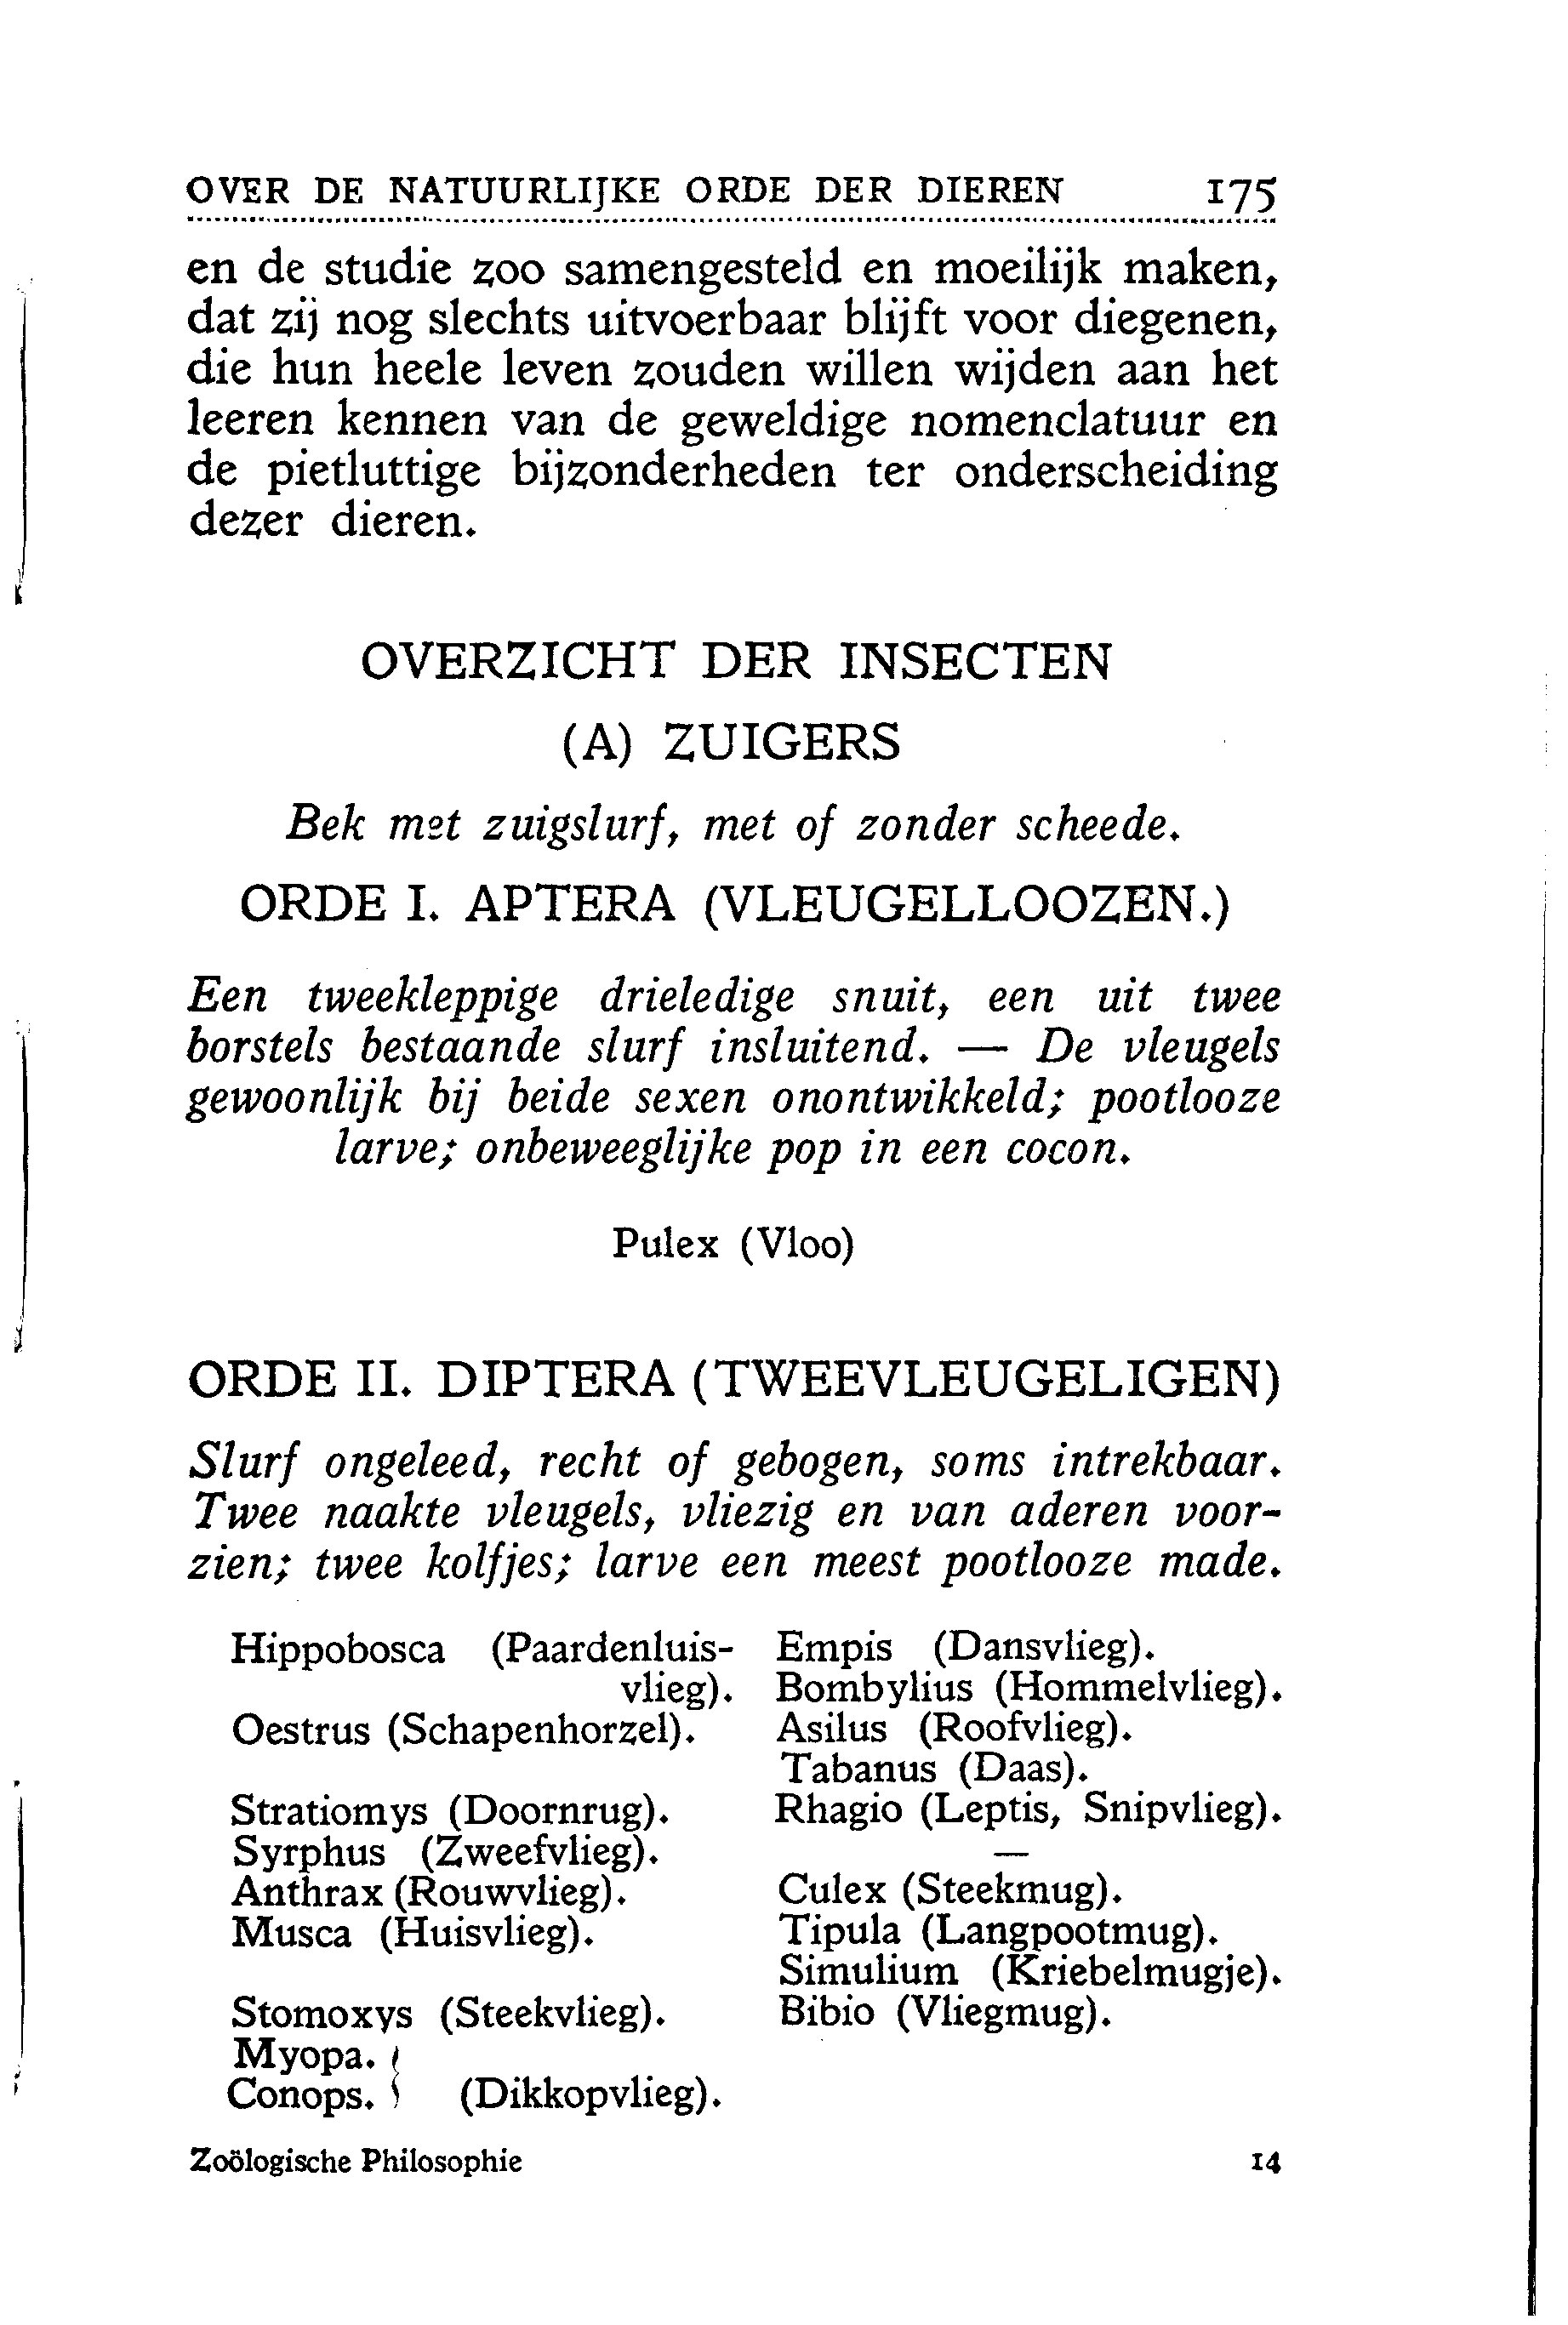 OVER DE NATUURLIJKE ORDE DER DIEREN 175
en de studie zoo samengesteld en moeilijk maken,
dat zij nog slechts uitvoerbaar blijft voor diegenen,
die hun heele leven zouden willen wijden aan het
leeren kennen van de geweldige nomenclatuur en
de pietluttige bijzonderheden ter onderscheiding
dezer dieren.
OVERZICHT DER INSECTEN
(A) ZUIGERS
Bek met zuigslurf, met of zonder scheede.
ORDE I. APTERA (VLEUGELLOOZEN.)
Een tweekleppige drieledige snuit, een uit twee
borstels bestaande slurf insluitend. — De vleugels
gewoonlijk bij beide sexen onontwikkeld; pootlooze
larve; onbeweeglijke pop in een cocon.
Pulex (Vloo)
ORDE II. DIPTERA (TWEEVLEUGELIGEN)
Slurf ongeleed, recht of gebogen, soms intrekbaar.
Twee naakte vleugels, vliezig en van aderen voor-
zien; twee kolfjes; larve een meest pootlooze made.
Hippobosca (Paardenluis-
vlieg).
Oestrus (Schapenhorzel).
Stratiomys (Doornrug).
Syrphus (Zweefvlieg).
Anthrax (Rouwvlieg).
Musca (Huisvlieg).
Stomoxys (Steekvlieg).
Myopa.
Conops. (Dikkopvlieg).
Empis (Dansvlieg).
Bombylius (Hommelvlieg).
Asilus (Roofvlieg).
Tabanus (Daas).
Rhagio (Leptis, Snipvlieg).
—
Culex (Steekmug).
Tipula (Langpootmug).
Simulium (Kriebelmugje).
Bibio (Vliegmug).
Zoölogische Philosophie 14